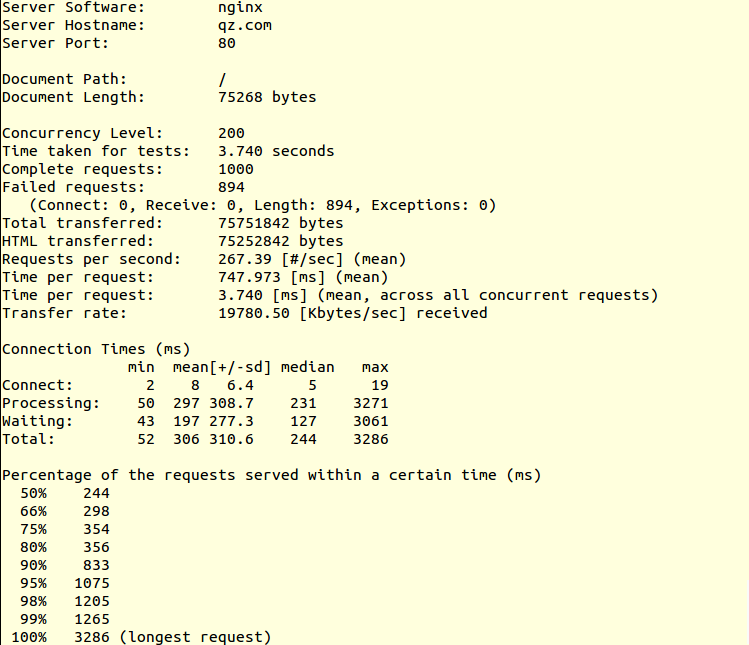 Server Software:        nginx
Server Hostname:        qz.com
Server Port:            80
Document Path:          /
Document Length:        75268 bytes
Concurrency Level:      200
Time taken for tests:   3.740 seconds
Complete requests:      1000
Failed requests:        894
   (Connect: 0, Receive: 0, Length: 894, Exceptions: 0)
Total transferred:      75751842 bytes
HTML transferred:       75252842 bytes
Requests per second:    267.39 [#/sec] (mean)
Time per request:       747.973 [ms] (mean)
Time per request:       3.740 [ms] (mean, across all concurrent requests)
Transfer rate:          19780.50 [Kbytes/sec] received
Connection Times (ms)
              min  mean[+/-sd] median   max
Connect:        2    8   6.4      5      19
Processing:    50  297 308.7    231    3271
Waiting:       43  197 277.3    127    3061
Total:         52  306 310.6    244    3286
Percentage of the requests served within a certain time (ms)
  50%    244
  66%    298
  75%    354
  80%    356
  90%    833
  95%   1075
  98%   1205
  99%   1265
 100%   3286 (longest request)